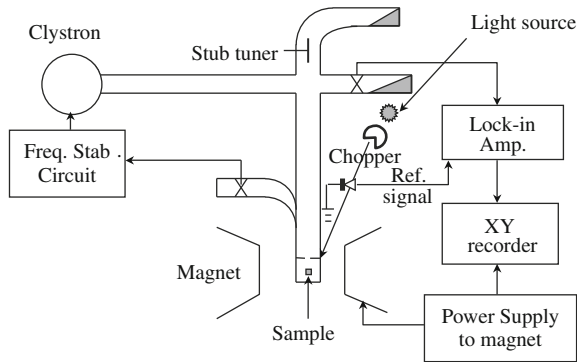 Clystron
Stub tuner
Light source
Freq. Stab .
Circuit
Chopper
Lock-in
Amp.
Ref.
signal
XY
recorder
Magnet
Sample
Power Supply
to magnet